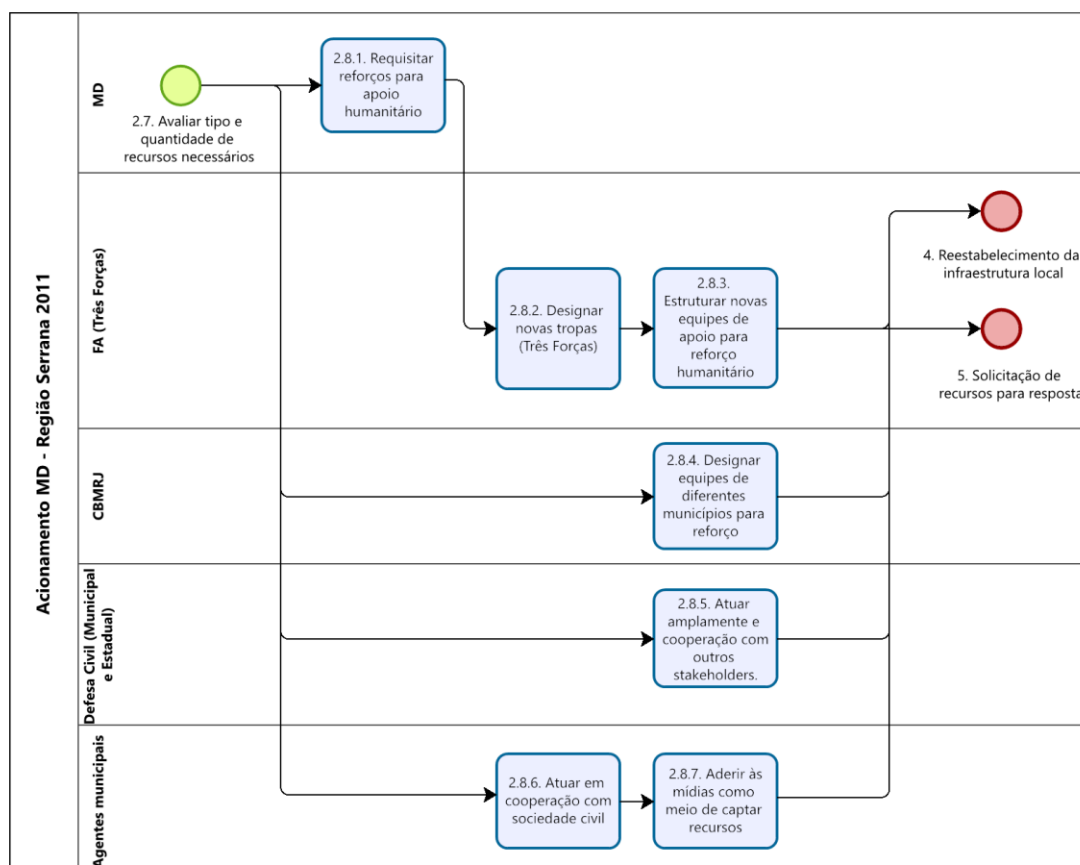 Acionamento MD - Região Serrana 2011
MD
2.7. Avaliar tipo e
quantidade de
recursos necessários
2.8.1. Requisitar
reforços para
apoio
humanitário
FA (Três Forças)
2.8.2. Designar
novas tropas
(Três Forças)
2.8.3.
Estruturar novas
equipes de
apoio para
reforço
humanitário
4. Reestabelecimento da
infraestrutura local
5. Solicitação de
recursos para resposta
CBMRJ
2.8.4. Designar
equipes de
diferentes
municípios para
reforço
Defesa Civil (Municipal
e Estadual)
2.8.5. Atuar
amplamente e
cooperação com
outros
stakeholders.
Agentes municipais
2.8.6. Atuar em
cooperação com
sociedade civil
2.8.7. Aderir às
mídias como
meio de captar
recursos